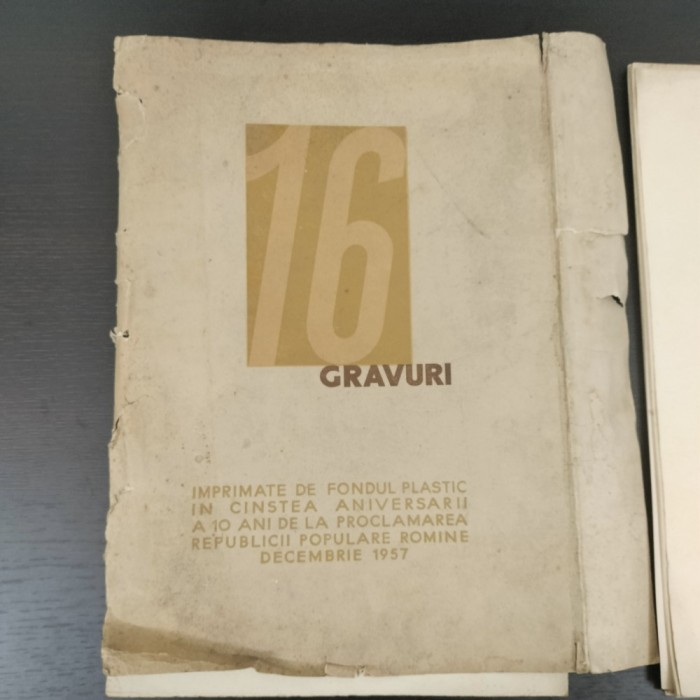 16
GRAVURI
IMPRIMATE DE FONDUL PLASTIC
IN CINSTEA ANIVERSARII
A 10 ANI DE LA PROCLAMAREA
REPUBLICII POPULARE ROMINE
DECEMBRIE 1957